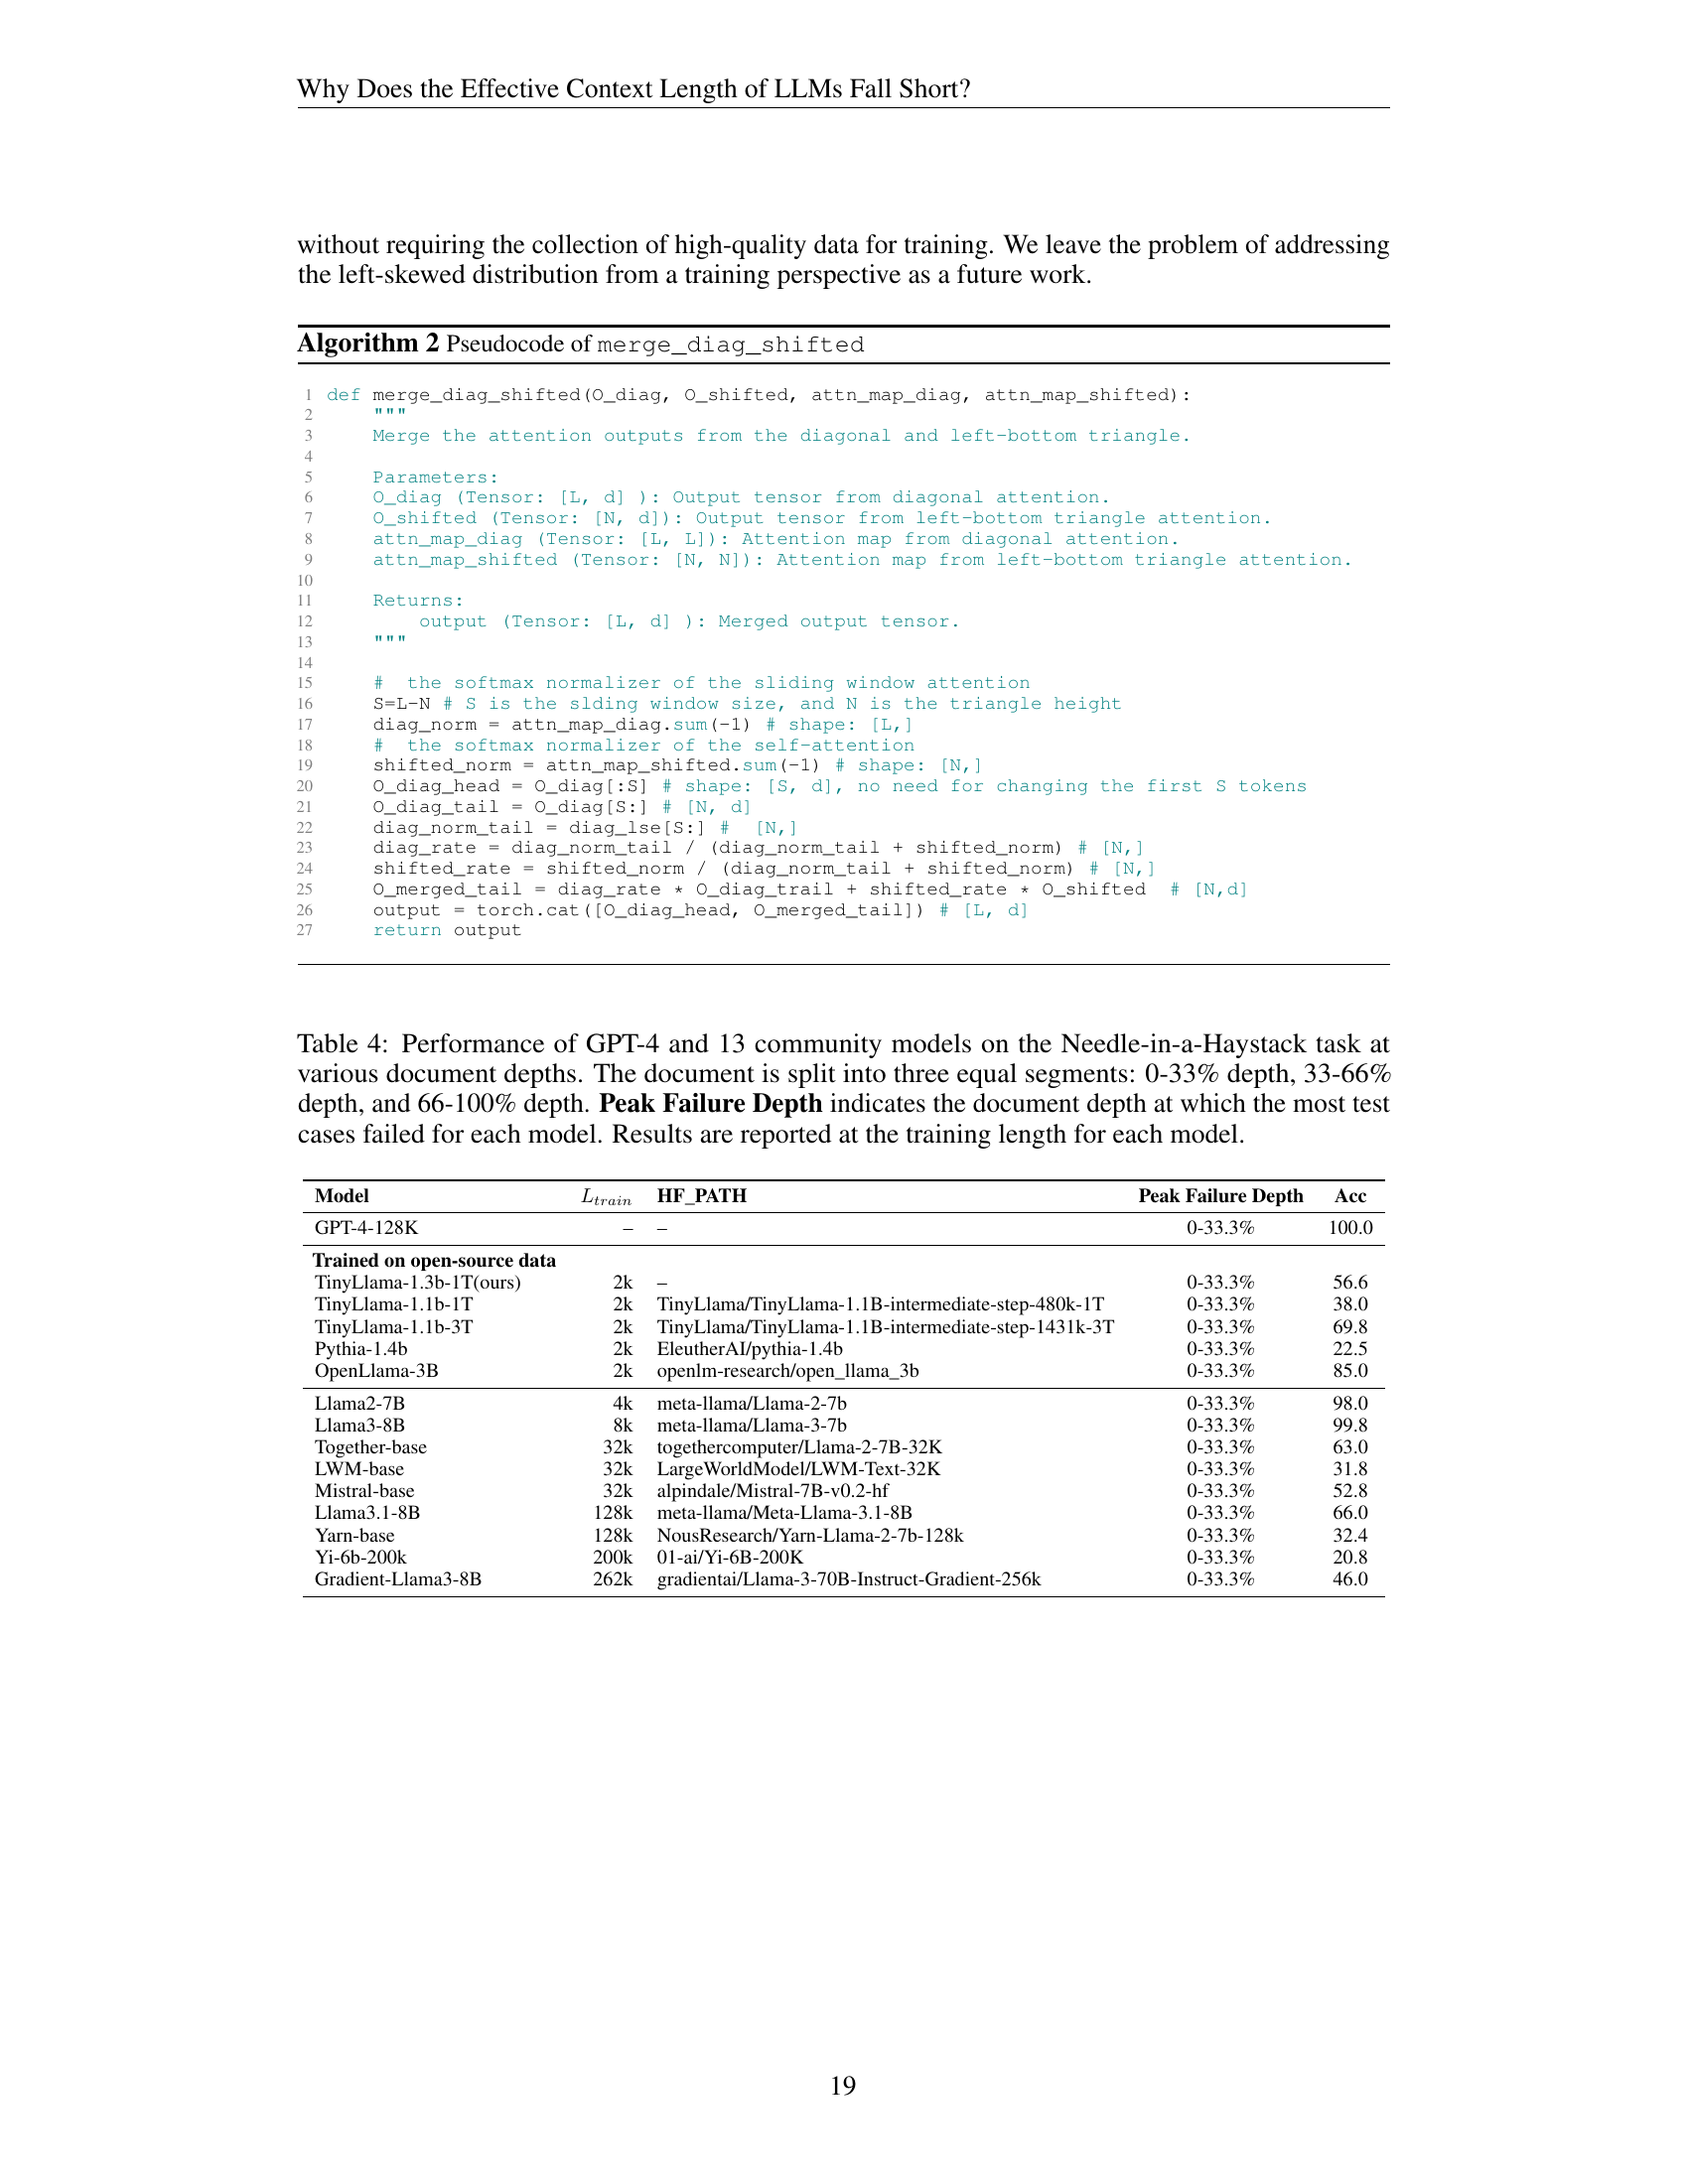 Why Does the Effective Context Length of LLMs Fall Short?
without requiring the collection of high-quality data for training. We leave the problem of addressing
the left-skewed distribution from a training perspective as a future work.
Algorithm 2 Pseudocode of merge_diag_shifted
1 def merge_diag_shifted(O_diag, O_shifted, attn_map_diag, attn_map_shifted):
2     """
3     Merge the attention outputs from the diagonal and left-bottom triangle.
4
5     Parameters:
6     O_diag (Tensor: [L, d] ): Output tensor from diagonal attention.
7     O_shifted (Tensor: [N, d]): Output tensor from left-bottom triangle attention.
8     attn_map_diag (Tensor: [L, L]): Attention map from diagonal attention.
9     attn_map_shifted (Tensor: [N, N]): Attention map from left-bottom triangle attention.
10
11     Returns:
12         output (Tensor: [L, d] ): Merged output tensor.
13     """
14
15     #  the softmax normalizer of the sliding window attention
16     S=L-N # S is the slding window size, and N is the triangle height
17     diag_norm = attn_map_diag.sum(-1) # shape: [L,]
18     #  the softmax normalizer of the self-attention
19     shifted_norm = attn_map_shifted.sum(-1) # shape: [N,]
20     O_diag_head = O_diag[:S] # shape: [S, d], no need for changing the first S tokens
21     O_diag_tail = O_diag[S:] # [N, d]
22     diag_norm_tail = diag_lse[S:] #  [N,]
23     diag_rate = diag_norm_tail / (diag_norm_tail + shifted_norm) # [N,]
24     shifted_rate = shifted_norm / (diag_norm_tail + shifted_norm) # [N,]
25     O_merged_tail = diag_rate * O_diag_trail + shifted_rate * O_shifted  # [N,d]
26     output = torch.cat([O_diag_head, O_merged_tail]) # [L, d]
27     return output
Table 4: Performance of GPT-4 and 13 community models on the Needle-in-a-Haystack task at
various document depths. The document is split into three equal segments: 0-33% depth, 33-66%
depth, and 66-100% depth. Peak Failure Depth indicates the document depth at which the most test
cases failed for each model. Results are reported at the training length for each model.
Model L_train HF_PATH Peak Failure Depth Acc
GPT-4-128K – – 0-33.3% 100.0
Trained on open-source data
TinyLlama-1.3b-1T(ours) 2k – 0-33.3% 56.6
TinyLlama-1.1b-1T 2k TinyLlama/TinyLlama-1.1B-intermediate-step-480k-1T 0-33.3% 38.0
TinyLlama-1.1b-3T 2k TinyLlama/TinyLlama-1.1B-intermediate-step-1431k-3T 0-33.3% 69.8
Pythia-1.4b 2k EleutherAI/pythia-1.4b 0-33.3% 22.5
OpenLlama-3B 2k openlm-research/open_llama_3b 0-33.3% 85.0
Llama2-7B 4k meta-llama/Llama-2-7b 0-33.3% 98.0
Llama3-8B 8k meta-llama/Llama-3-7b 0-33.3% 99.8
Together-base 32k togethercomputer/Llama-2-7B-32K 0-33.3% 63.0
LWM-base 32k LargeWorldModel/LWM-Text-32K 0-33.3% 31.8
Mistral-base 32k alpindale/Mistral-7B-v0.2-hf 0-33.3% 52.8
Llama3.1-8B 128k meta-llama/Meta-Llama-3.1-8B 0-33.3% 66.0
Yarn-base 128k NousResearch/Yarn-Llama-2-7b-128k 0-33.3% 32.4
Yi-6b-200k 200k 01-ai/Yi-6B-200K 0-33.3% 20.8
Gradient-Llama3-8B 262k gradientai/Llama-3-70B-Instruct-Gradient-256k 0-33.3% 46.0
19